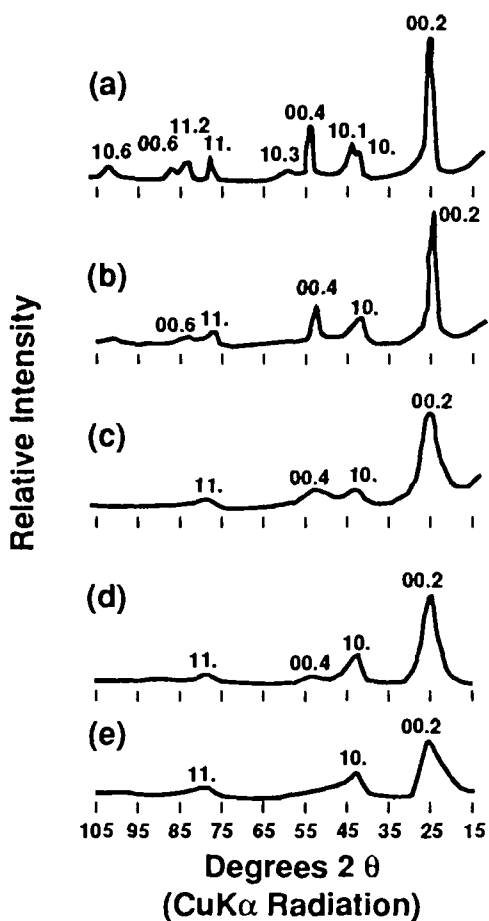 (a)
10.6 00.6 11.2 11. 10.3 00.4 10.1 10. 00.2
(b)
00.6 11. 00.4 10. 00.2
(c)
11. 00.4 10. 00.2
(d)
11. 00.4 10. 00.2
(e)
11. 10. 00.2
105 95 85 75 65 55 45 35 25 15
Degrees 2 θ
(CuKα Radiation)
Relative Intensity